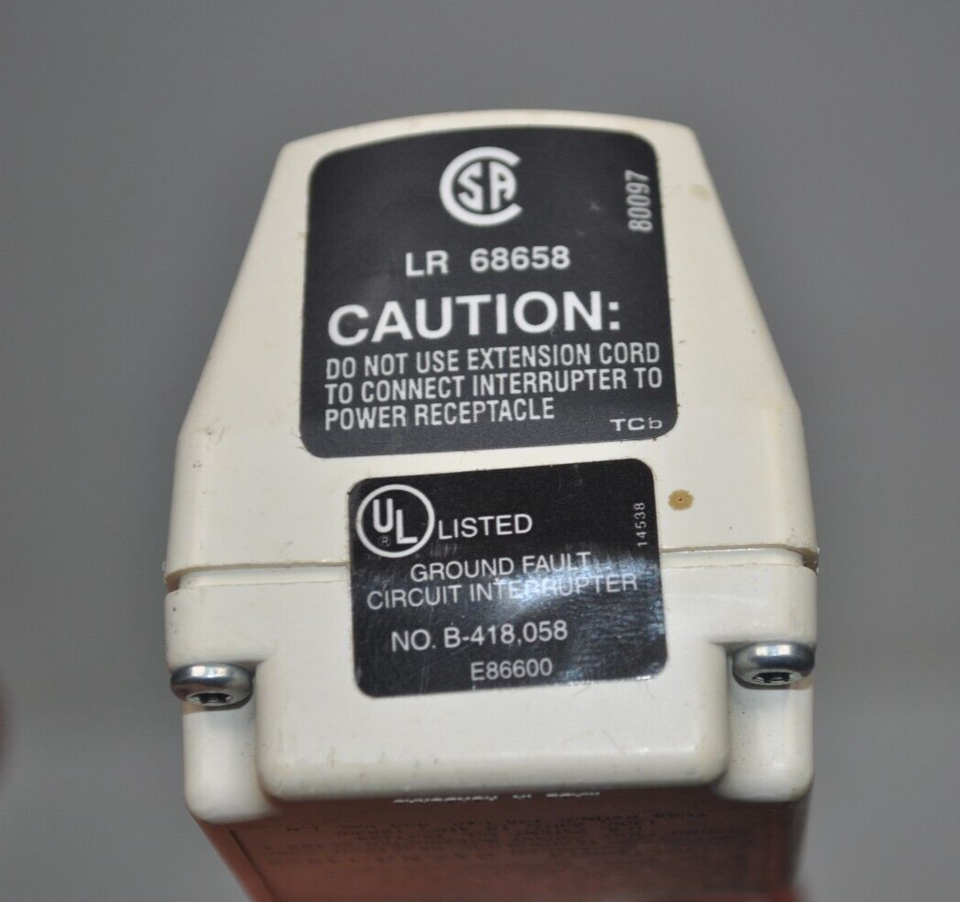 CSA
80097
LR 68658
CAUTION:
DO NOT USE EXTENSION CORD
TO CONNECT INTERRUPTER TO
POWER RECEPTACLE
TCb
UL
®
LISTED
14538
GROUND FAULT
CIRCUIT INTERRUPTER
NO. B-418,058
E86600